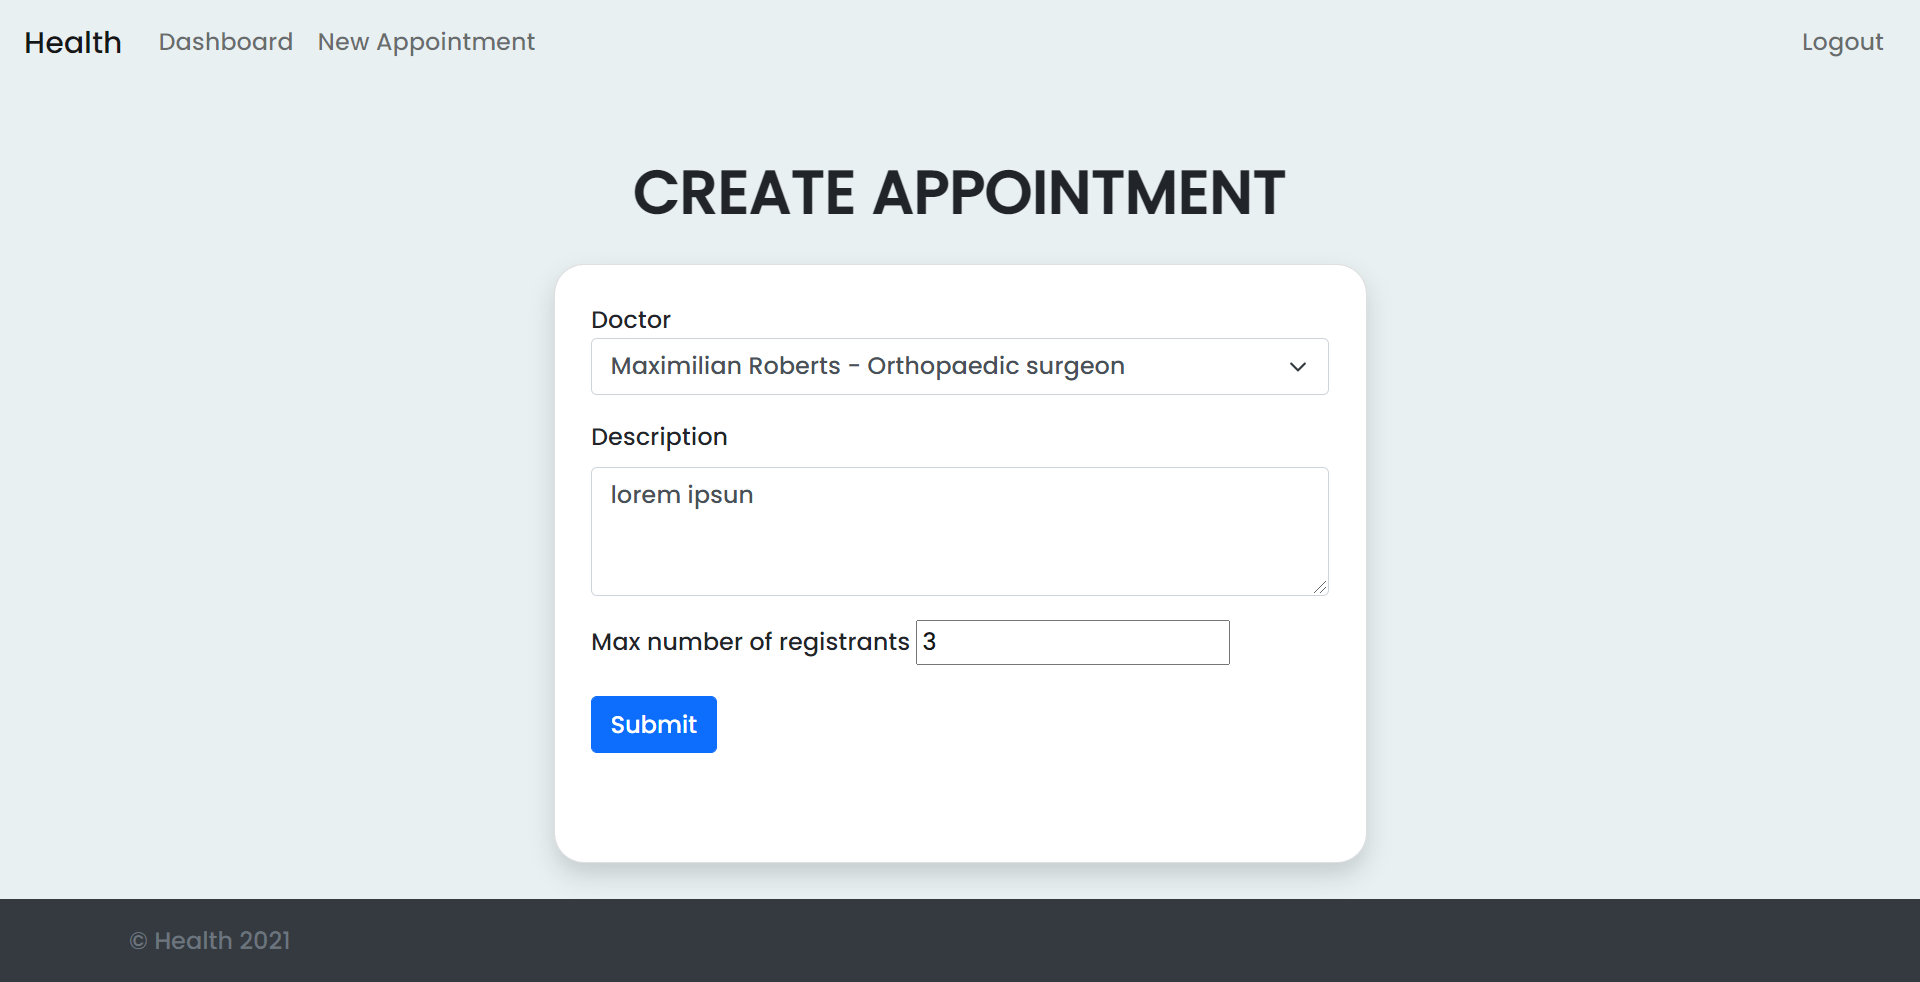 Health Dashboard New Appointment Logout
CREATE APPOINTMENT
Doctor
Maximilian Roberts - Orthopaedic surgeon
Description
lorem ipsun
Max number of registrants 3
Submit
© Health 2021